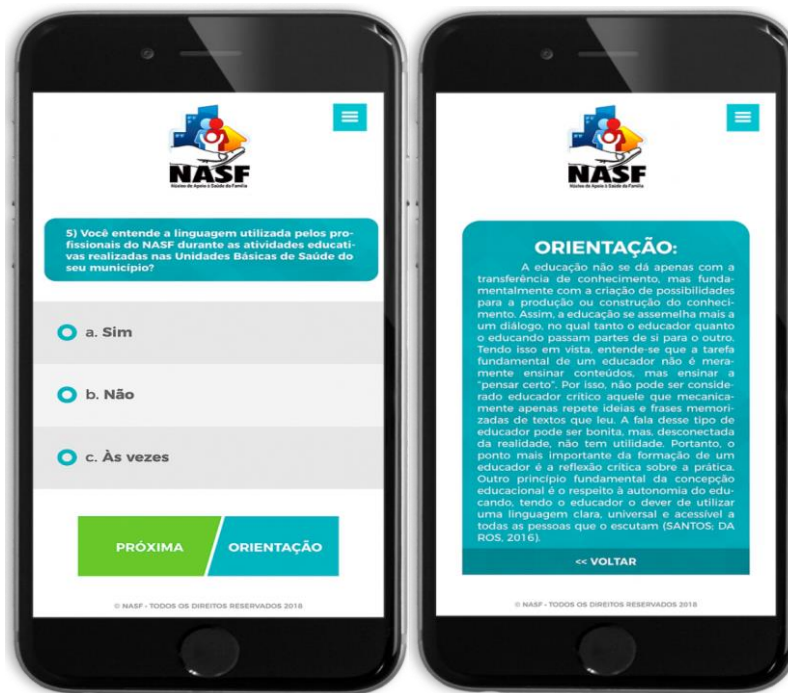 NASF
Núcleo de Apoio à Saúde da Família
5) Você entende a linguagem utilizada pelos pro-
fissionais do NASF durante as atividades educati-
vas realizadas nas Unidades Básicas de Saúde do
seu município?
a. Sim
b. Não
c. Às vezes
PRÓXIMA
ORIENTAÇÃO
© NASF - TODOS OS DIREITOS RESERVADOS 2018
NASF
Núcleo de Apoio à Saúde da Família
ORIENTAÇÃO:
A educação não se dá apenas com a
transferência de conhecimento, mas funda-
mentalmente com a criação de possibilidades
para a produção ou construção do conheci-
mento. Assim, a educação se assemelha mais a
um diálogo, no qual tanto o educador quanto
o educando passam partes de si para o outro.
Tendo isso em vista, entende-se que a tarefa
fundamental de um educador não é mera-
mente ensinar conteúdos, mas ensinar a
"pensar certo". Por isso, não pode ser conside-
rado educador crítico aquele que mecanica-
mente apenas repete ideias e frases memori-
zadas de textos que leu. A fala desse tipo de
educador pode ser bonita, mas, desconectada
da realidade, não tem utilidade. Portanto, o
ponto mais importante da formação de um
educador é a reflexão crítica sobre a prática.
Outro princípio fundamental da concepção
educacional é o respeito à autonomia do edu-
cando, tendo o educador o dever de utilizar
uma linguagem clara, universal e acessível a
todas as pessoas que o escutam (SANTOS; DA
ROS, 2016).
<< VOLTAR
© NASF - TODOS OS DIREITOS RESERVADOS 2018